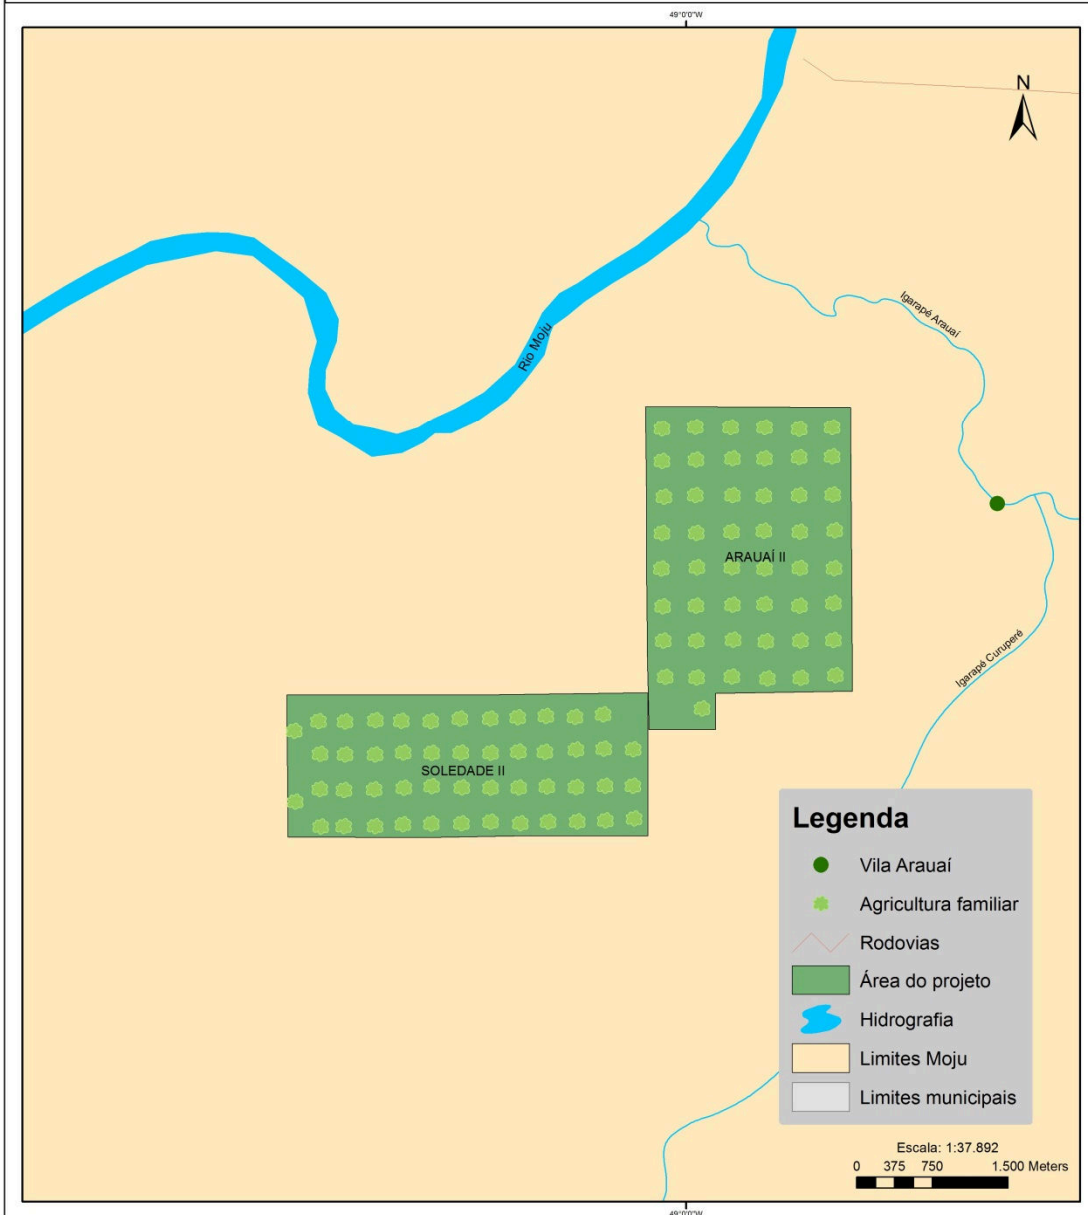 49°0'0"W
N
Igarapé Arauaí
Rio Moju
ARAUAÍ II
Igarapé Curuperé
SOLEDADE II
Legenda
Vila Arauaí
Agricultura familiar
Rodovias
Área do projeto
Hidrografia
Limites Moju
Limites municipais
Escala: 1:37.892
0 375 750 1.500 Meters
49°0'0"W